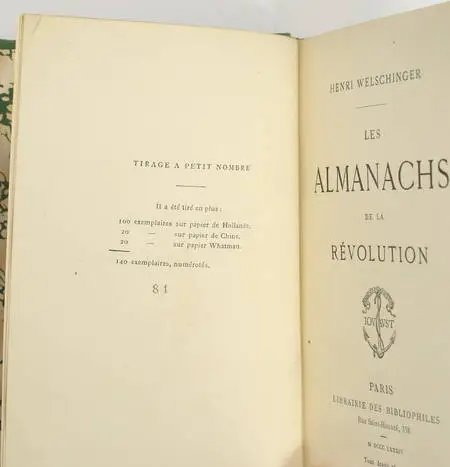 TIRAGE A PETIT NOMBRE
Il a été tiré en plus :
100 exemplaires sur papier de Hollande.
20 — sur papier de Chine.
20 — sur papier Whatman.
140 exemplaires, numérotés.
81
HENRI WELSCHINGER
LES
ALMANACHS
DE LA
RÉVOLUTION
PARIS
LIBRAIRIE DES BIBLIOPHILES
Rue Saint-Honoré, 338
M DCCC LXXXIV